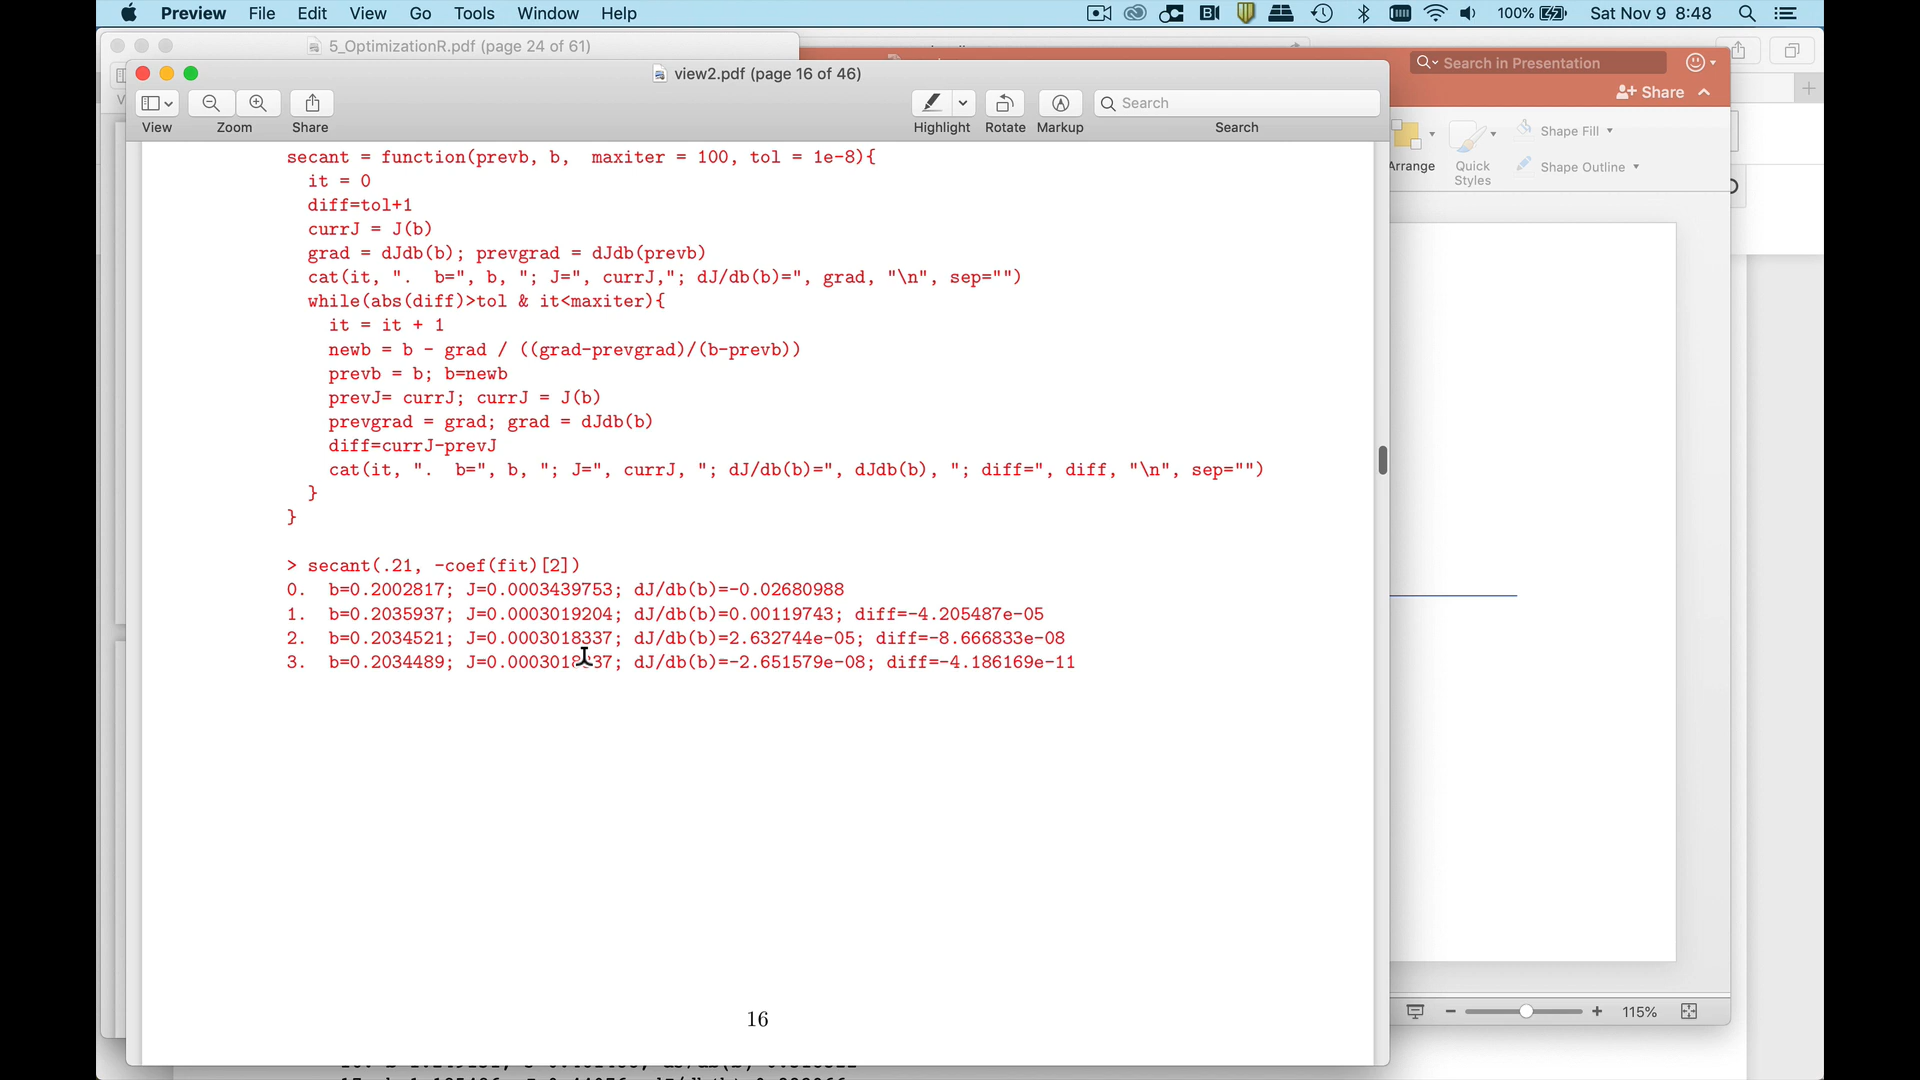 Preview File Edit View Go Tools Window Help 100% Sat Nov 9 8:48
5_OptimizationR.pdf (page 24 of 61)
view2.pdf (page 16 of 46)
Search in Presentation
Share
Search
View Zoom Share Highlight Rotate Markup Search
Arrange Quick Styles Shape Fill
Shape Outline
secant = function(prevb, b, maxiter = 100, tol = 1e-8){
it = 0
diff=tol+1
currJ = J(b)
grad = dJdb(b); prevgrad = dJdb(prevb)
cat(it, ". b=", b, "; J=", currJ,"; dJ/db(b)=", grad, "\n", sep="")
while(abs(diff)>tol & it<maxiter){
it = it + 1
newb = b - grad / ((grad-prevgrad)/(b-prevb))
prevb = b; b=newb
prevJ= currJ; currJ = J(b)
prevgrad = grad; grad = dJdb(b)
diff=currJ-prevJ
cat(it, ". b=", b, "; J=", currJ, "; dJ/db(b)=", dJdb(b), "; diff=", diff, "\n", sep="")
}
}
> secant(.21, -coef(fit)[2])
0. b=0.2002817; J=0.0003439753; dJ/db(b)=-0.02680988
1. b=0.2035937; J=0.0003019204; dJ/db(b)=0.00119743; diff=-4.205487e-05
2. b=0.2034521; J=0.0003018337; dJ/db(b)=2.632744e-05; diff=-8.666833e-08
3. b=0.2034489; J=0.0003018337; dJ/db(b)=-2.651579e-08; diff=-4.186169e-11
16
115%